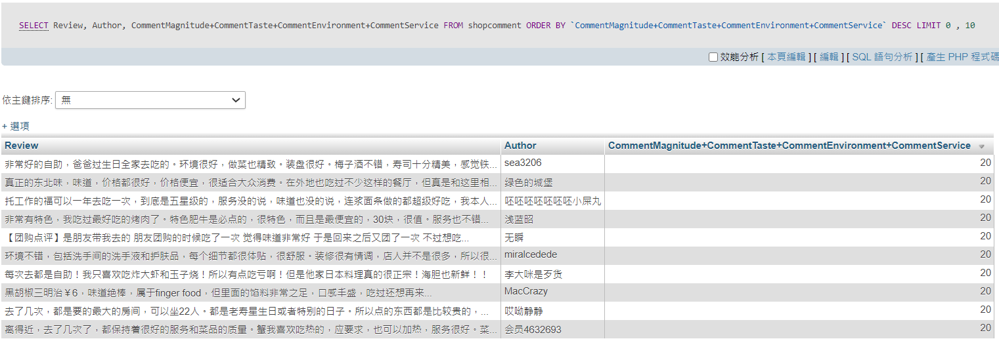 SELECT Review, Author, CommentMagnitude+CommentTaste+CommentEnvironment+CommentService FROM shopcomment ORDER BY `CommentMagnitude+CommentTaste+CommentEnvironment+CommentService` DESC LIMIT 0 , 10
效能分析 [ 本頁編輯 ] [ 編輯 ] [ SQL 語句分析 ] [ 產生 PHP 程式碼
依主鍵排序: 無
+ 選項
Review Author CommentMagnitude+CommentTaste+CommentEnvironment+CommentService
非常好的自助，爸爸过生日全家去吃的。环境很好，做菜也精致。装盘很好。梅子酒不错，寿司十分精美，感觉铁... sea3206 20
真正的东北味，味道，价格都很好，价格便宜，很适合大众消费。在外地也吃过不少这样的餐厅，但真是和这里相... 绿色的城堡 20
托工作的福可以一年去吃一次，到底是五星级的，服务没的说，味道也没的说，连浆面条做的都超级好吃，我本人... 呸呸呸呸呸呸呸小屎丸 20
非常有特色，我吃过最好吃的烤肉了。特色肥牛是必点的，很特色，而且是最便宜的，30块，很值。服务也不错... 浅蓝昭 20
【团购点评】是朋友带我去的 朋友团购的时候吃了一次 觉得味道非常好 于是回来之后又团了一次 不过想吃... 无瞬 20
环境不错，包括洗手间的洗手液和护肤品，每个细节都很体贴，很舒服。装修很有情调，店人并不是很多，所以很... miralcedede 20
每次去都是自助！我只喜欢吃炸大虾和玉子烧！所以有点吃亏啊！但是他家日本料理真的很正宗！海胆也新鲜！！ 李大咪是歹货 20
黑胡椒三明治￥6，味道绝棒，属于finger food，但里面的馅料非常之足，口感丰盛，吃过还想再来... MacCrazy 20
去了几次，都是要的最大的房间，可以坐22人。都是老寿星生日或者特别的日子。所以点的东西都是比较贵的，... 哎呦静静 20
离得近，去了几次了，都保持着很好的服务和菜品的质量。蟹我喜欢吃热的，应要求，也可以加热，服务很好。菜... 会员4632693 20